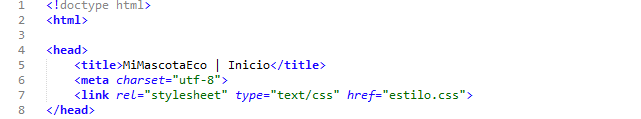 1 <!doctype html>
2 <html>
3
4 <head>
5 <title>MiMascotaEco | Inicio</title>
6 <meta charset="utf-8">
7 <link rel="stylesheet" type="text/css" href="estilo.css">
8 </head>